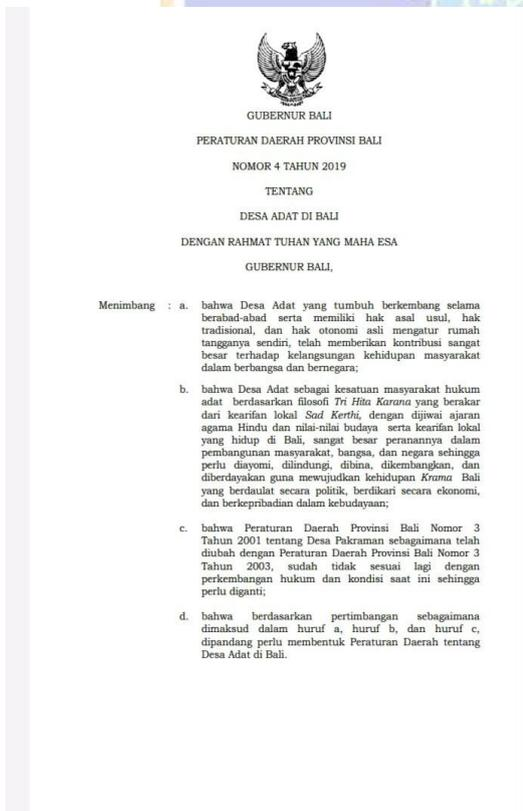 GUBERNUR BALI
PERATURAN DAERAH PROVINSI BALI
NOMOR 4 TAHUN 2019
TENTANG
DESA ADAT DI BALI
DENGAN RAHMAT TUHAN YANG MAHA ESA
GUBERNUR BALI,
Menimbang : a. bahwa Desa Adat yang tumbuh berkembang selama
berabad-abad serta memiliki hak asal usul, hak
tradisional, dan hak otonomi asli mengatur rumah
tangganya sendiri, telah memberikan kontribusi sangat
besar terhadap kelangsungan kehidupan masyarakat
dalam berbangsa dan bernegara;
b. bahwa Desa Adat sebagai kesatuan masyarakat hukum
adat berdasarkan filosofi Tri Hita Karana yang berakar
dari kearifan lokal Sad Kerthi, dengan dijiwai ajaran
agama Hindu dan nilai-nilai budaya serta kearifan lokal
yang hidup di Bali, sangat besar peranannya dalam
pembangunan masyarakat, bangsa, dan negara sehingga
perlu diayomi, dilindungi, dibina, dikembangkan, dan
diberdayakan guna mewujudkan kehidupan Krama Bali
yang berdaulat secara politik, berdikari secara ekonomi,
dan berkepribadian dalam kebudayaan;
c. bahwa Peraturan Daerah Provinsi Bali Nomor 3
Tahun 2001 tentang Desa Pakraman sebagaimana telah
diubah dengan Peraturan Daerah Provinsi Bali Nomor 3
Tahun 2003, sudah tidak sesuai lagi dengan
perkembangan hukum dan kondisi saat ini sehingga
perlu diganti;
d. bahwa berdasarkan pertimbangan sebagaimana
dimaksud dalam huruf a, huruf b, dan huruf c,
dipandang perlu membentuk Peraturan Daerah tentang
Desa Adat di Bali.